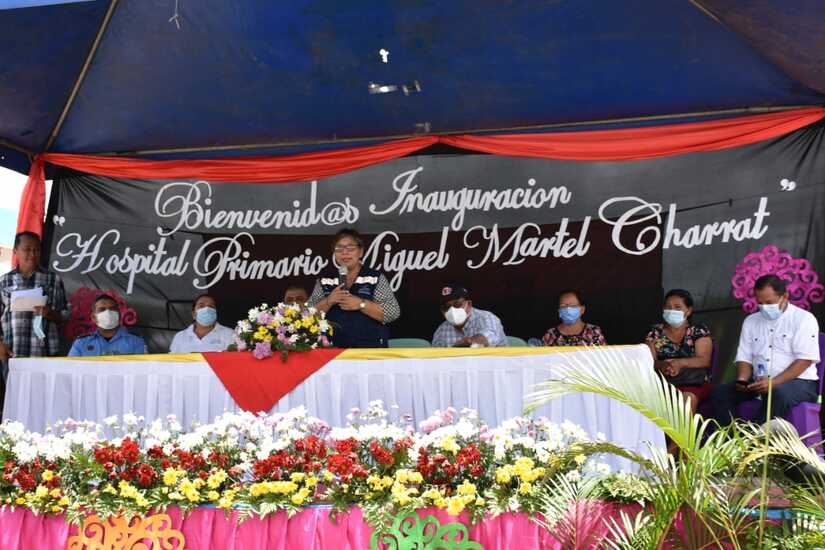 Bienvenid@s Inauguracion
"Hospital Primario Miguel Martel Charrat"